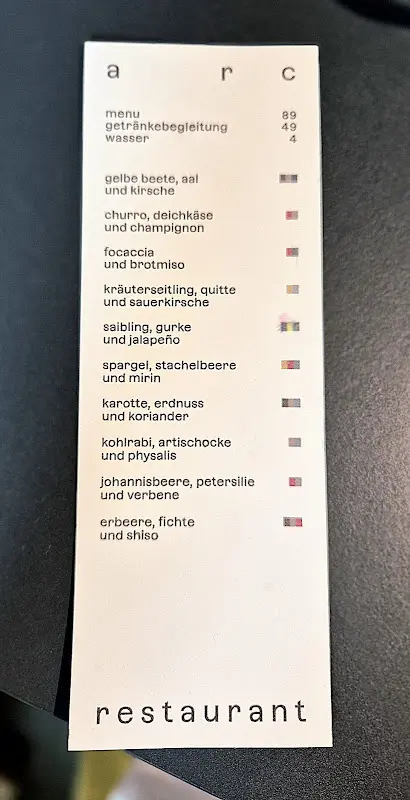 a r c
menu 89
getränkebegleitung 49
wasser 4
gelbe beete, aal
und kirsche
churro, deichkäse
und champignon
focaccia
und brotmiso
kräuterseitling, quitte
und sauerkirsche
saibling, gurke
und jalapeño
spargel, stachelbeere
und mirin
karotte, erdnuss
und koriander
kohlrabi, artischocke
und physalis
johannisbeere, petersilie
und verbene
erbeere, fichte
und shiso
restaurant